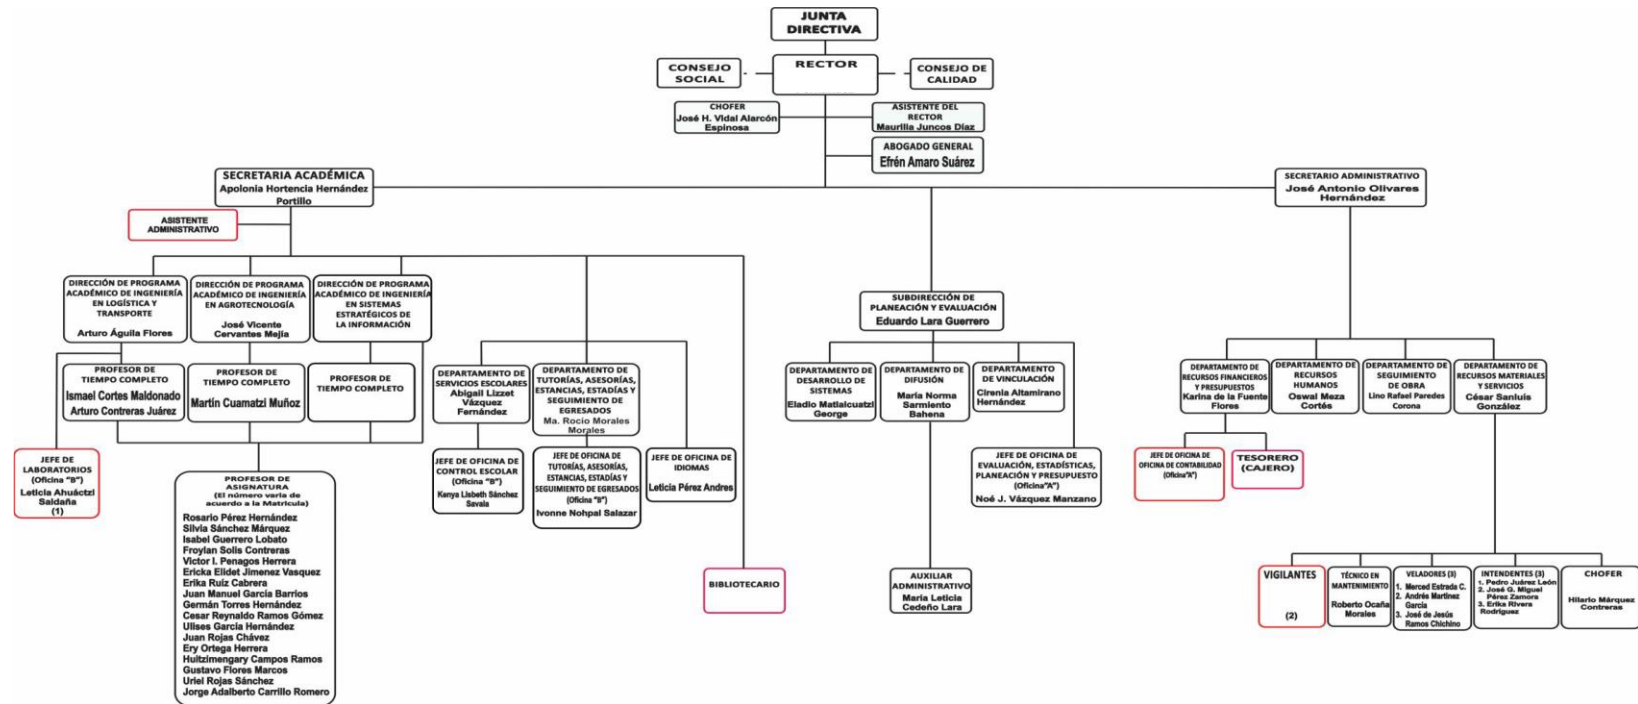 JUNTA
DIRECTIVA
CONSEJO
SOCIAL
RECTOR
CONSEJO DE
CALIDAD
CHOFER
José H. Vidal Alarcón
Espinosa
ASISTENTE DEL
RECTOR
Maurilia Juncos Díaz
ABOGADO GENERAL
Efrén Amaro Suárez
SECRETARIA ACADÉMICA
Apolonia Hortencia Hernández
Portillo
SECRETARIO ADMINISTRATIVO
José Antonio Olivares
Hernández
ASISTENTE
ADMINISTRATIVO
DIRECCIÓN DE PROGRAMA
ACADÉMICO DE INGENIERÍA
EN LOGÍSTICA Y
TRANSPORTE
Arturo Águila Flores
DIRECCIÓN DE PROGRAMA
ACADÉMICO DE INGENIERÍA
EN AGROTECNOLOGÍA
José Vicente
Cervantes Mejía
DIRECCIÓN DE PROGRAMA
ACADÉMICO DE INGENIERÍA
EN SISTEMAS
ESTRATÉGICOS DE
LA INFORMACIÓN
SUBDIRECCIÓN DE
PLANEACIÓN Y EVALUACIÓN
Eduardo Lara Guerrero
PROFESOR DE
TIEMPO COMPLETO
Ismael Cortes Maldonado
Arturo Contreras Juárez
PROFESOR DE
TIEMPO COMPLETO
Martín Cuamatzi Muñoz
PROFESOR DE
TIEMPO COMPLETO
DEPARTAMENTO DE
SERVICIOS ESCOLARES
Abigail Lizzet
Vázquez
Fernández
DEPARTAMENTO DE
TUTORÍAS, ASESORÍAS,
ESTANCIAS, ESTADÍAS Y
SEGUIMIENTO DE
EGRESADOS
Ma. Rocio Morales
Morales
DEPARTAMENTO DE
DESARROLLO DE
SISTEMAS
Eladio Matlalcuatzi
George
DEPARTAMENTO
DE DIFUSIÓN
Maria Norma
Sarmiento
Bahena
DEPARTAMENTO
DE VINCULACIÓN
Cirenia Altamirano
Hernández
DEPARTAMENTO DE
RECURSOS FINANCIEROS
Y PRESUPUESTOS
Karina de la Fuente
Flores
DEPARTAMENTO DE
RECURSOS
HUMANOS
Oswal Meza
Cortés
DEPARTAMENTO DE
SEGUIMIENTO
DE OBRA
Lino Rafael Paredes
Corona
DEPARTAMENTO DE
RECURSOS MATERIALES
Y SERVICIOS
César Sanluis
González
JEFE DE
LABORATORIOS
(Oficina "B")
Leticia Ahuáctzi
Saldaña
(1)
PROFESOR DE
ASIGNATURA
(El número varía de
acuerdo a la Matricula)
Rosario Pérez Hernández
Silvia Sánchez Márquez
Isabel Guerrero Lobato
Froylan Solis Contreras
Victor I. Penagos Herrera
Ericka Elidet Jimenez Vasquez
Erika Ruíz Cabrera
Juan Manuel García Barrios
Germán Torres Hernández
Cesar Reynaldo Ramos Gómez
Ulises Garcia Hernández
Juan Rojas Chávez
Ery Ortega Herrera
Huitzimengary Campos Ramos
Gustavo Flores Marcos
Uriel Rojas Sánchez
Jorge Adalberto Carrillo Romero
JEFE DE OFICINA DE
CONTROL ESCOLAR
(Oficina "B")
Kenya Lisbeth Sánchez
Savala
JEFE DE OFICINA DE
TUTORÍAS, ASESORÍAS,
ESTANCIAS, ESTADÍAS Y
SEGUIMIENTO DE EGRESADOS
(Oficina "B")
Ivonne Nohpal Salazar
JEFE DE OFICINA DE
IDIOMAS
Leticia Pérez Andres
JEFE DE OFICINA DE
EVALUACIÓN, ESTADÍSTICAS,
PLANEACIÓN Y PRESUPUESTO
(Oficina"A")
Noé J. Vázquez Manzano
JEFE DE OFICINA DE
OFICINA DE CONTABILIDAD
(Oficina"A")
TESORERO
(CAJERO)
BIBLIOTECARIO
AUXILIAR
ADMINISTRATIVO
Maria Leticia
Cedeño Lara
VIGILANTES
(2)
TÉCNICO EN
MANTENIMIENTO
Roberto Ocaña
Morales
VELADORES (3)
1. Merced Estrada C.
2. Andrés Martinez
García
3. José de Jesús
Ramos Chichino
INTENDENTES (3)
1. Pedro Juárez León
2. José G. Miguel
Pérez Zamora
3. Erika Rivera
Rodriguez
CHOFER
Hilario Márquez
Contreras